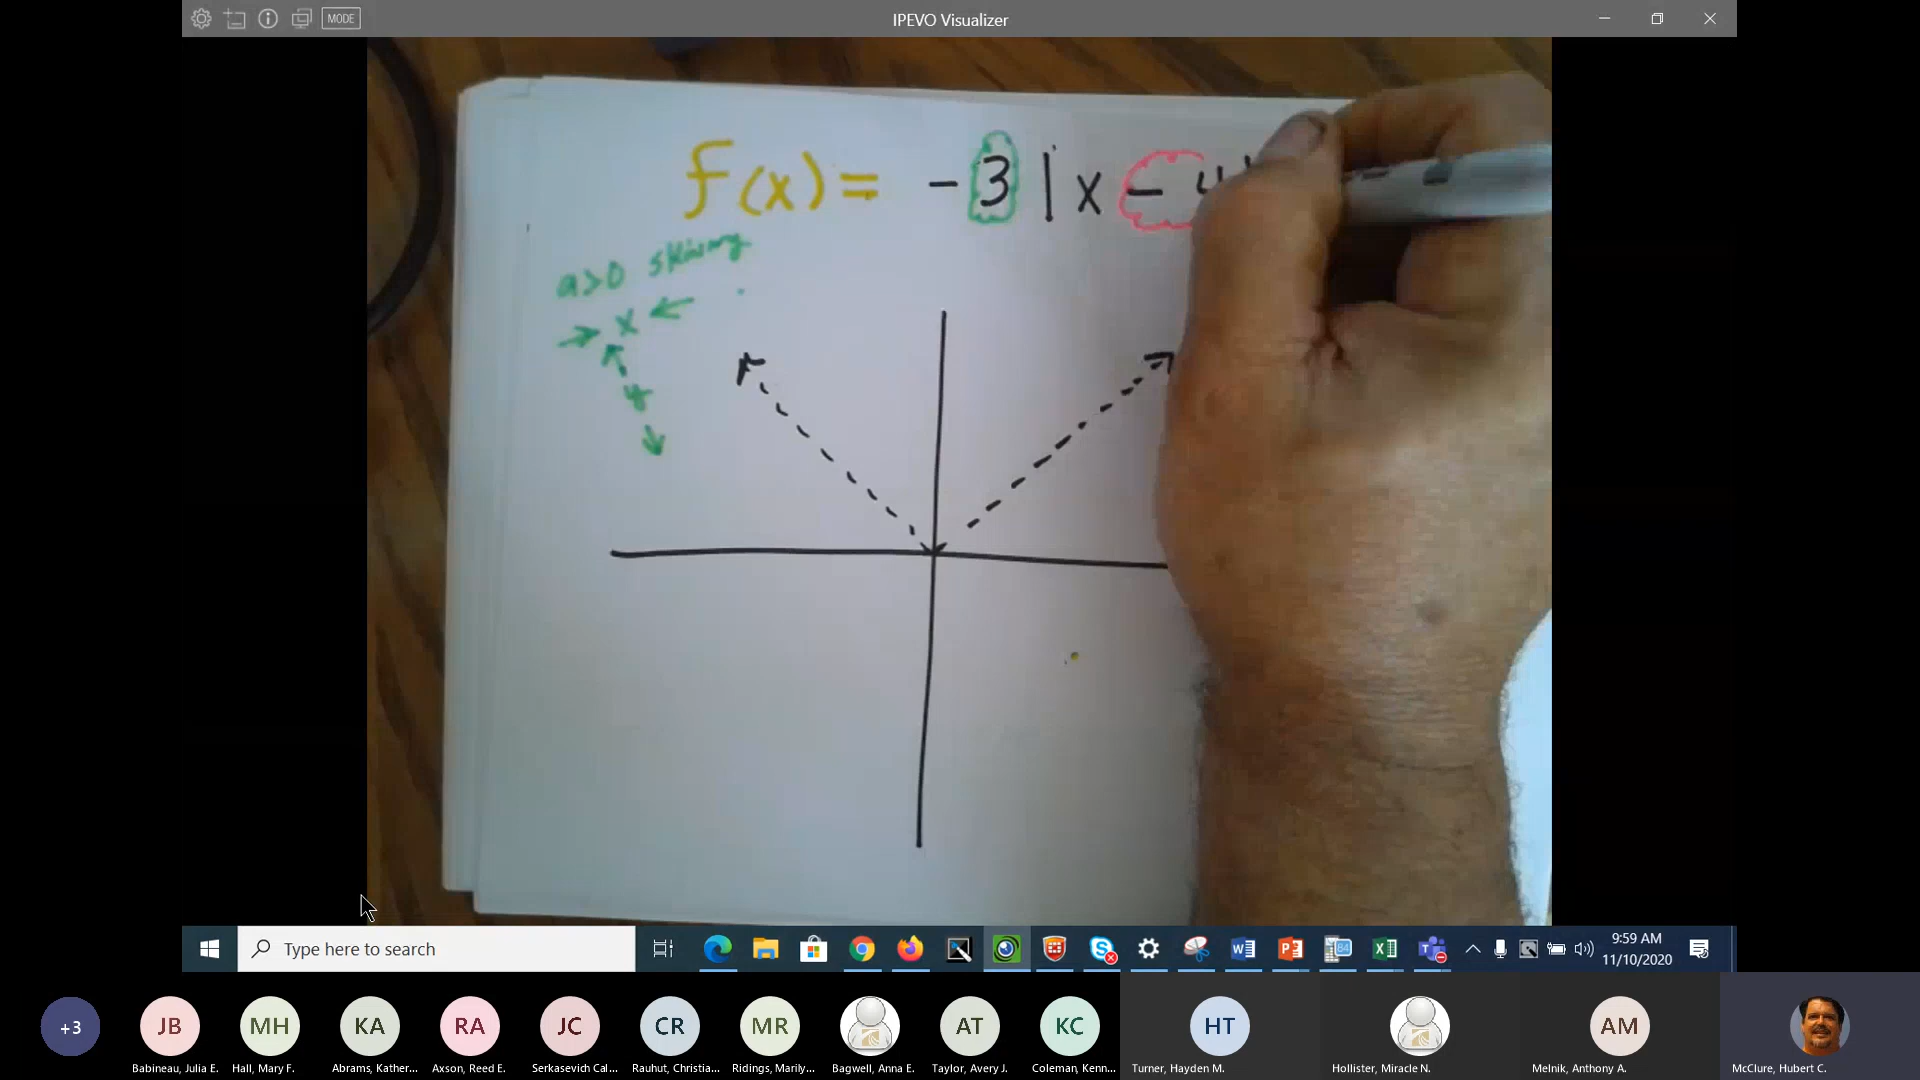 MODE
IPEVO Visualizer
f(x) = -3 |x - 4
a>0 skinny
x
y
Type here to search
9:59 AM
11/10/2020
+3
JB
MH
KA
RA
JC
CR
MR
AT
KC
HT
AM
Babineau, Julia E.
Hall, Mary F.
Abrams, Kather...
Axson, Reed E.
Serkasevich Cal...
Rauhut, Christia...
Ridings, Marily...
Bagwell, Anna E.
Taylor, Avery J.
Coleman, Kenn...
Turner, Hayden M.
Hollister, Miracle N.
Melnik, Anthony A.
McClure, Hubert C.